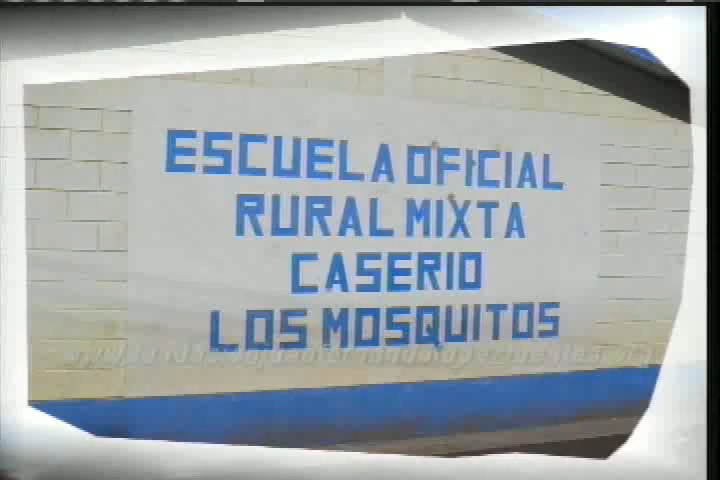 ESCUELA OFICIAL
RURAL MIXTA
CASERIO
LOS MOSQUITOS